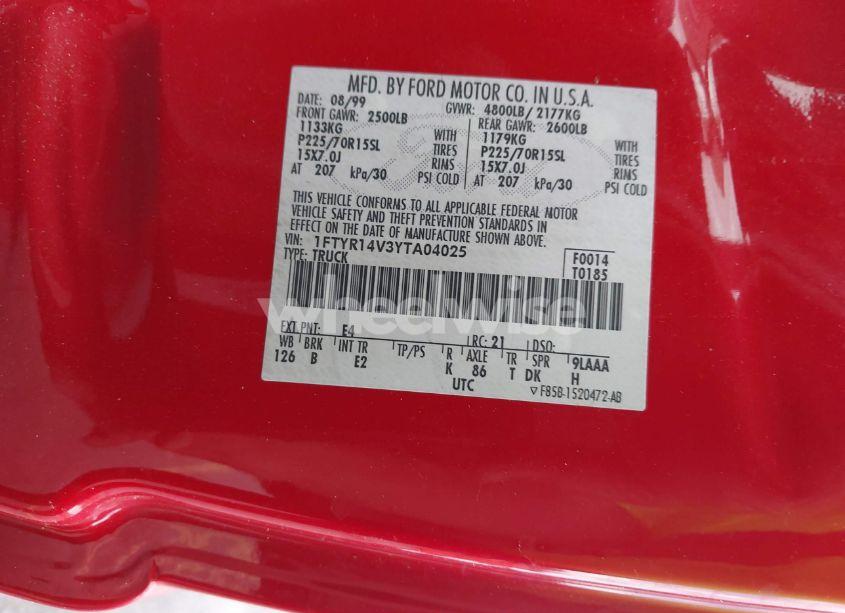 MFD. BY FORD MOTOR CO. IN U.S.A.
DATE: 08/99 GVWR: 4800LB/ 2177KG
FRONT GAWR: 2500LB REAR GAWR: 2600LB
1133KG WITH 1179KG WITH
P225/70R15SL TIRES P225/70R15SL TIRES
15X7.0J RIMS 15X7.0J RIMS
AT 207 kPa/30 PSI COLD AT 207 kPa/30 PSI COLD
THIS VEHICLE CONFORMS TO ALL APPLICABLE FEDERAL MOTOR
VEHICLE SAFETY AND THEFT PREVENTION STANDARDS IN
EFFECT ON THE DATE OF MANUFACTURE SHOWN ABOVE.
VIN: 1FTYR14V3YTA04025 F0014
TYPE: TRUCK T0185
wheelwise
EXT. PNT: E4 RC: 21 DSO:
WB BRK INT TR TP/PS R AXLE TR SPR 9LAAA
126 B E2 K 86 T DK H
UTC
▽ F85B-1520472-AB